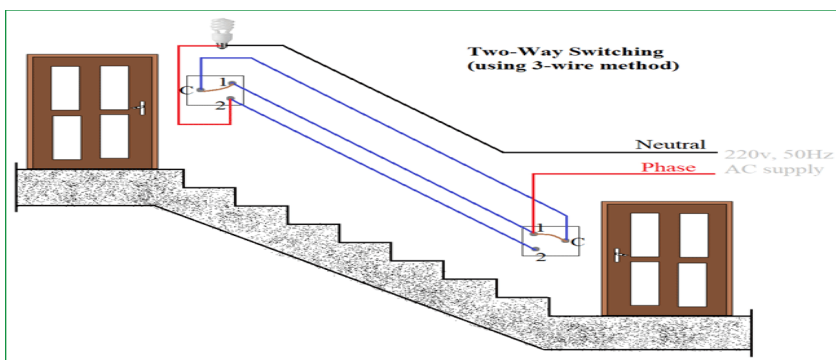 Two-Way Switching
(using 3-wire method)
1
C
2
Neutral
220v, 50Hz
Phase
AC supply
1
C
2